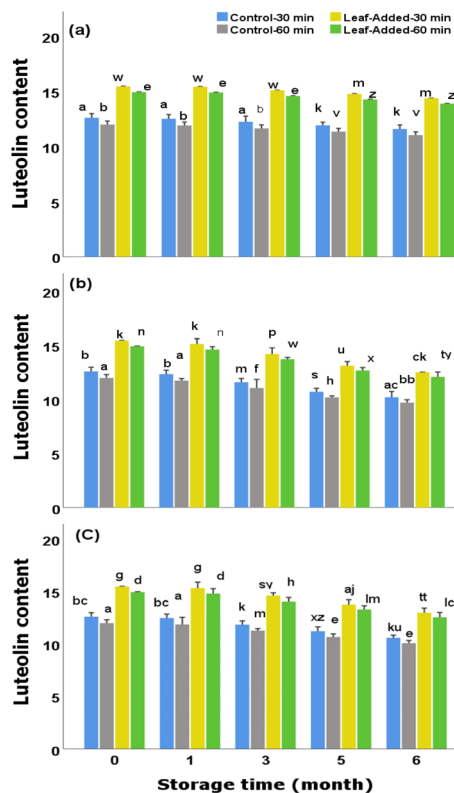 Control-30 min Leaf-Added-30 min
Control-60 min Leaf-Added-60 min
(a)
Luteolin content
20
15
10
5
0
a b w e a b w e a b w e k v m z k v m z
(b)
Luteolin content
20
15
10
5
0
b a k n b a k n m f p w s h u x ac bb ck ty
(C)
Luteolin content
20
15
10
5
0
bc a g d bc a g d k m sv h xz e aj lm ku e tt lc
0 1 3 5 6
Storage time (month)